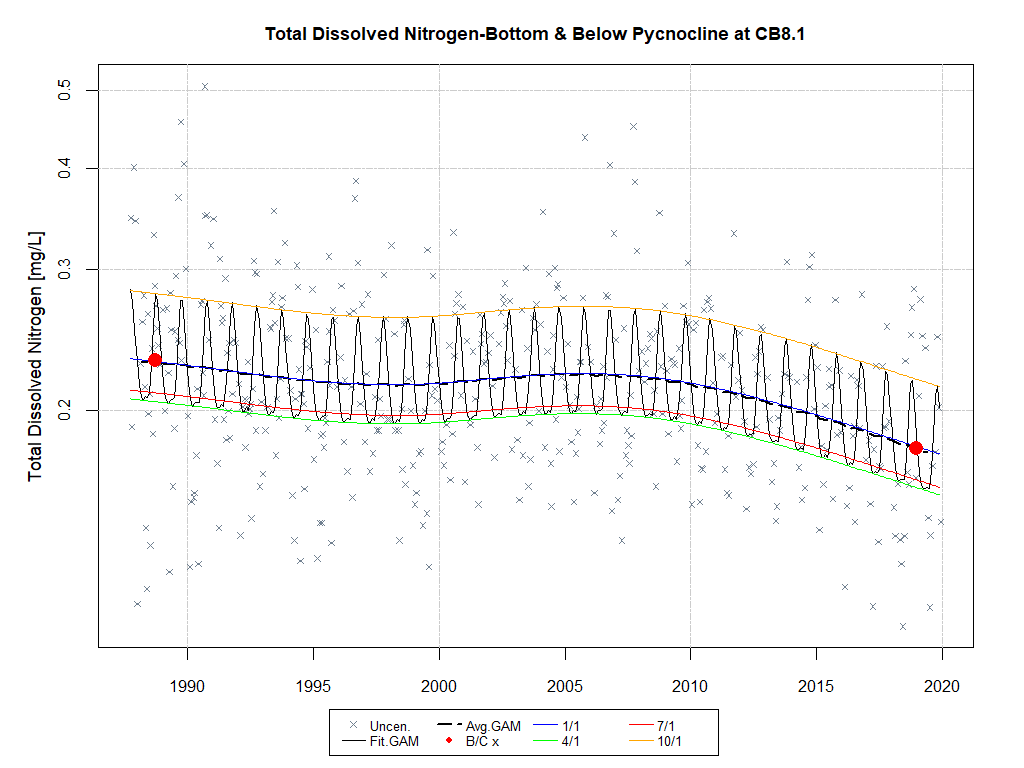 Total Dissolved Nitrogen-Bottom & Below Pycnocline at CB8.1
Total Dissolved Nitrogen [mg/L]
0.5
0.4
0.3
0.2
1990 1995 2000 2005 2010 2015 2020
Uncen. Avg.GAM 1/1 7/1
Fit.GAM B/C x 4/1 10/1